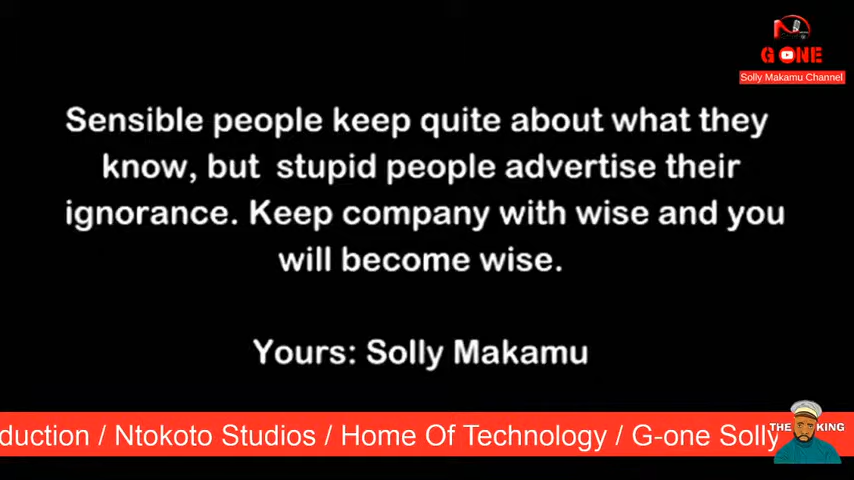 G ONE
Solly Makamu Channel
Sensible people keep quite about what they
know, but stupid people advertise their
ignorance. Keep company with wise and you
will become wise.
Yours: Solly Makamu
duction / Ntokoto Studios / Home Of Technology / G-one Solly
THE KING